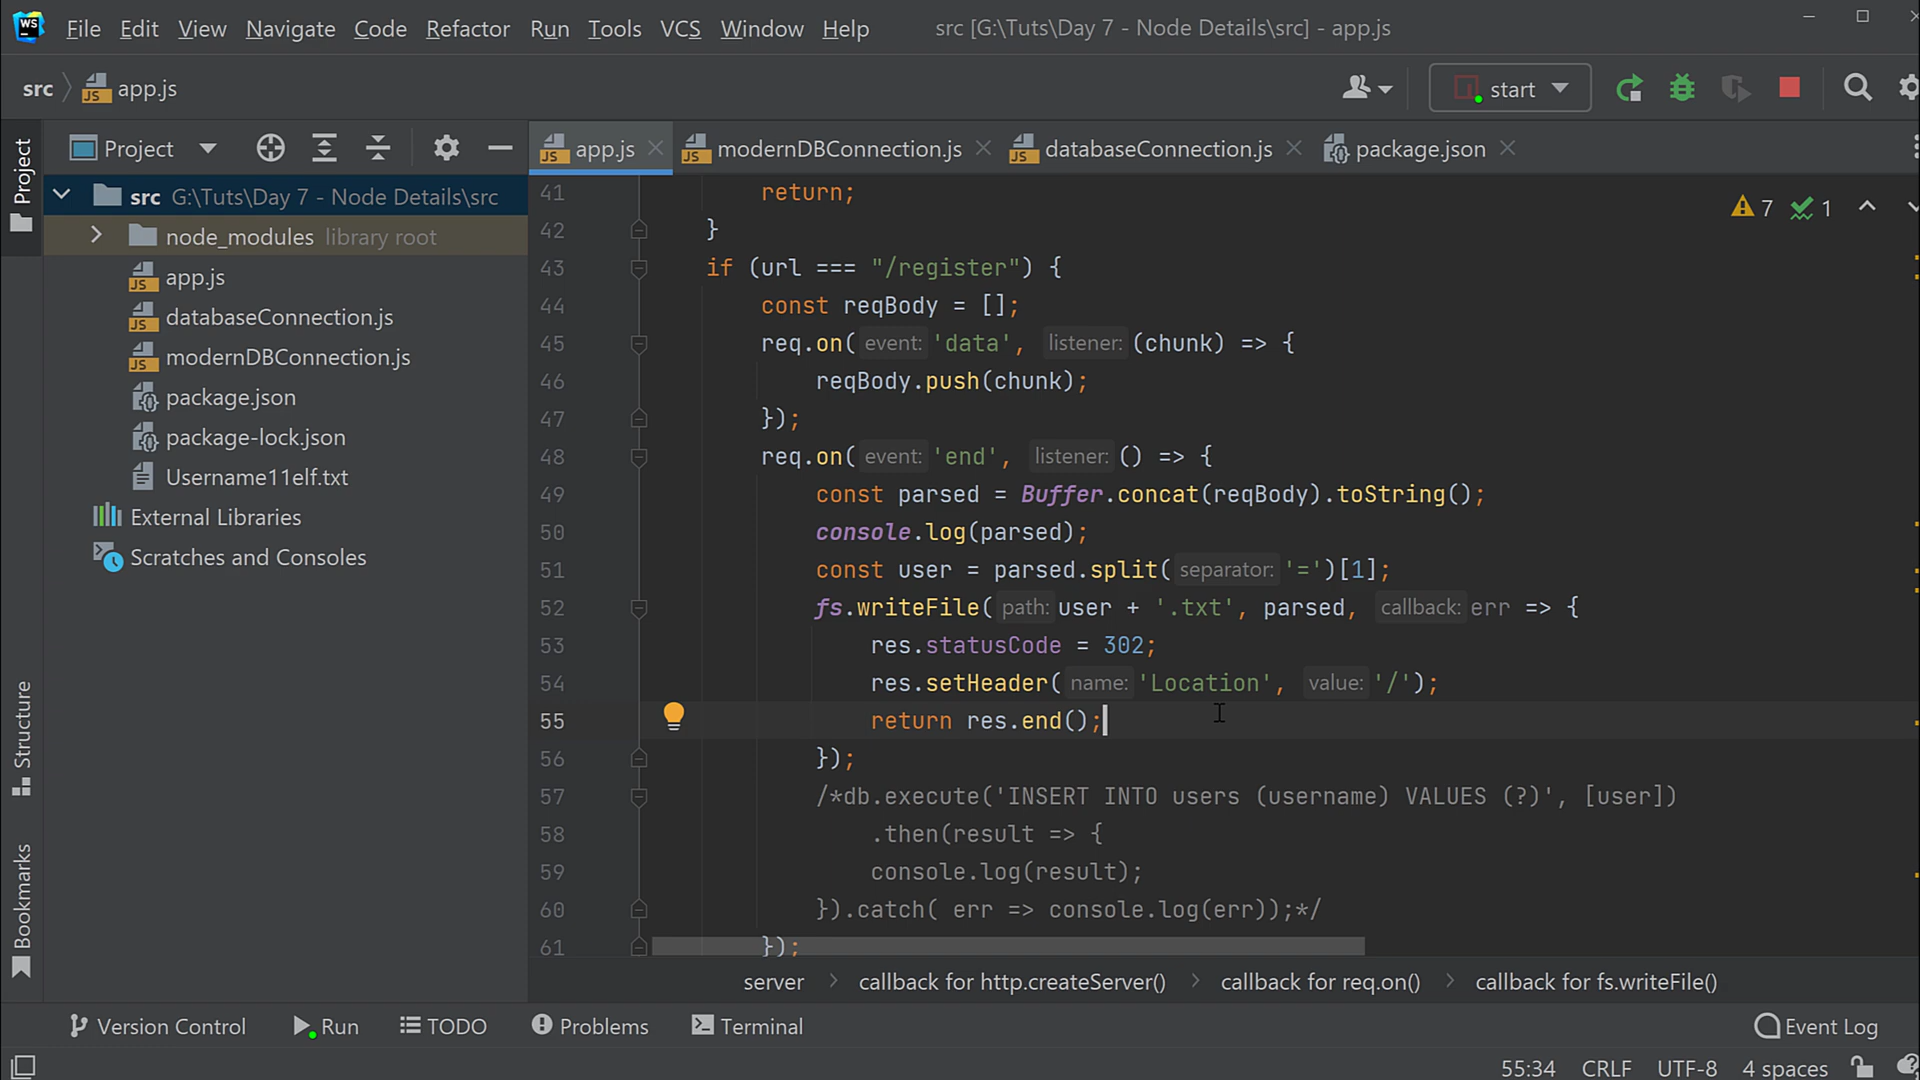 WS File Edit View Navigate Code Refactor Run Tools VCS Window Help src [G:\Tuts\Day 7 - Node Details\src] - app.js
src app.js start
Project
Project
app.js modernDBConnection.js databaseConnection.js package.json
src G:\Tuts\Day 7 - Node Details\src
node_modules library root
app.js
databaseConnection.js
modernDBConnection.js
package.json
package-lock.json
Username11elf.txt
External Libraries
Scratches and Consoles
Structure
Bookmarks
7 1
41 return;
42 }
43 if (url === "/register") {
44 const reqBody = [];
45 req.on( event: 'data', listener: (chunk) => {
46 reqBody.push(chunk);
47 });
48 req.on( event: 'end', listener: () => {
49 const parsed = Buffer.concat(reqBody).toString();
50 console.log(parsed);
51 const user = parsed.split( separator: '=')[1];
52 fs.writeFile( path: user + '.txt', parsed, callback: err => {
53 res.statusCode = 302;
54 res.setHeader( name: 'Location', value: '/');
55 return res.end();
56 });
57 /*db.execute('INSERT INTO users (username) VALUES (?)', [user])
58 .then(result => {
59 console.log(result);
60 }).catch( err => console.log(err));*/
61 });
server callback for http.createServer() callback for req.on() callback for fs.writeFile()
Version Control Run TODO Problems Terminal Event Log
55:34 CRLF UTF-8 4 spaces